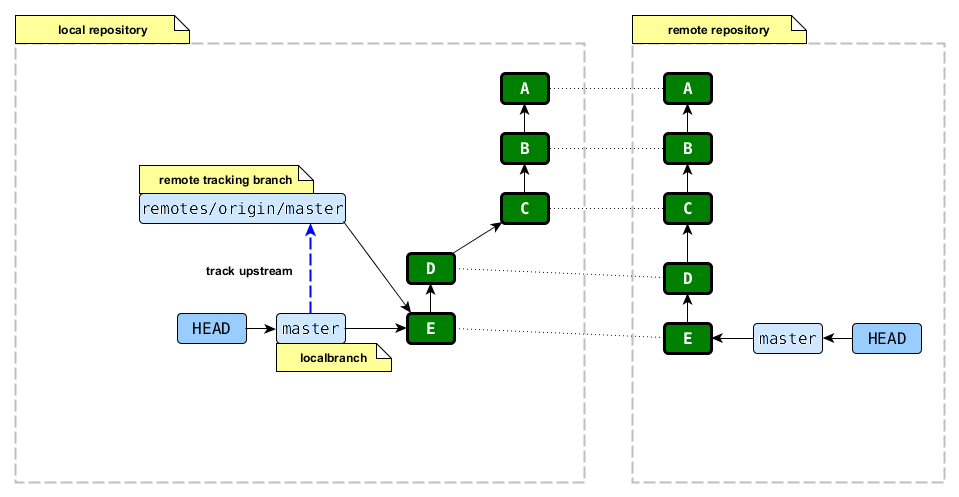 local repository
remote repository
A
A
B
B
remote tracking branch
remotes/origin/master
C
C
track upstream
D
D
HEAD
master
E
E
master
HEAD
localbranch